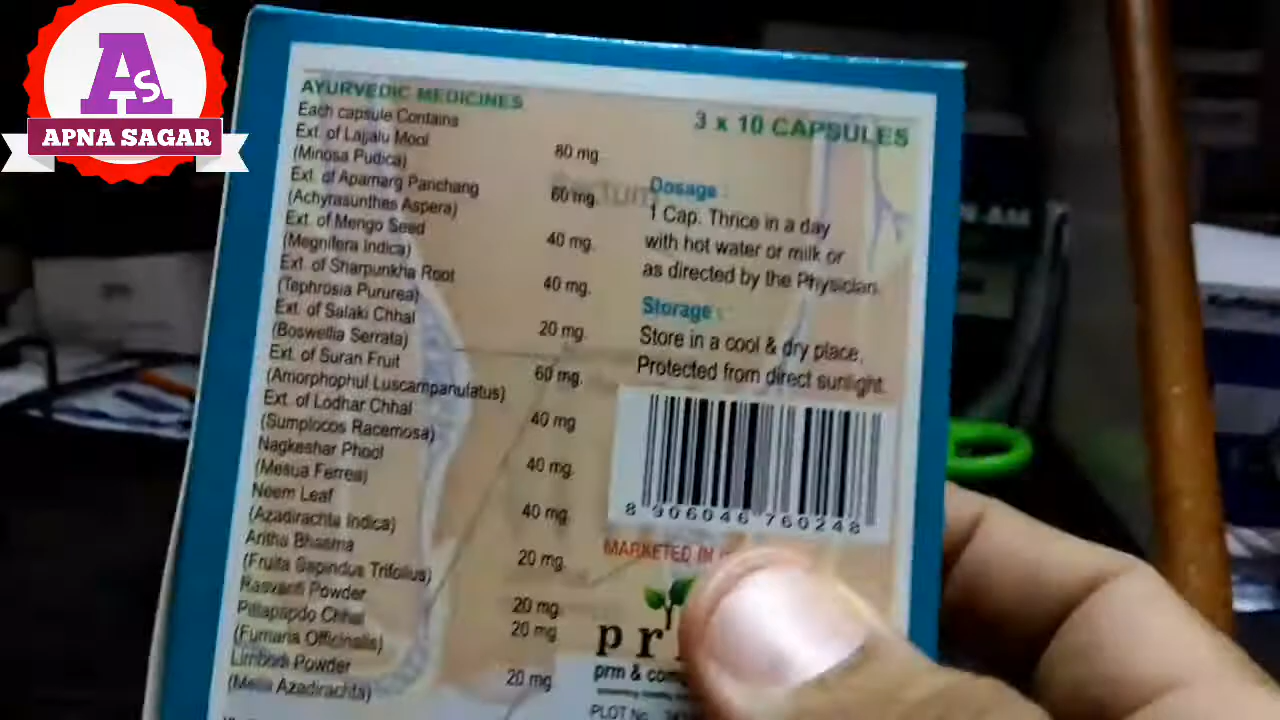 A
TS
APNA SAGAR
AYURVEDIC MEDICINES
Each capsule Contains
Ext. of Lajalu Mool
(Minosa Pudica) 80 mg
Ext. of Apamarg Panchang
(Achyrasunthes Aspera) 60 mg.
Ext. of Mengo Seed
(Megnifera Indica) 40 mg.
Ext. of Sharpunkha Root
(Tephrosia Pururea) 40 mg.
Ext. of Salaki Chhal
(Boswellia Serrata) 20 mg.
Ext. of Suran Fruit
(Amorphophul Luscampanulatus) 60 mg.
Ext. of Lodhar Chhal
(Sumplocos Racemosa) 40 mg
Nagkeshar Phool
(Mesua Ferrea) 40 mg.
Neem Leaf
(Azadirachta Indica) 40 mg.
Aritha Bhasma
(Fruita Sapindus Trifolius) 20 mg.
Rasvanti Powder 20 mg.
Pittapapdo Chhal 20 mg.
(Fumaria Officinalis)
Limbodi Powder 20 mg
(Melia Azadirachta)
3 x 10 CAPSULES
Dosage :
1 Cap. Thrice in a day
with hot water or milk or
as directed by the Physician.
Storage :
Store in a cool & dry place.
Protected from direct sunlight.
8 906046 760248
MARKETED IN
pr
prm & com
PLOT No.